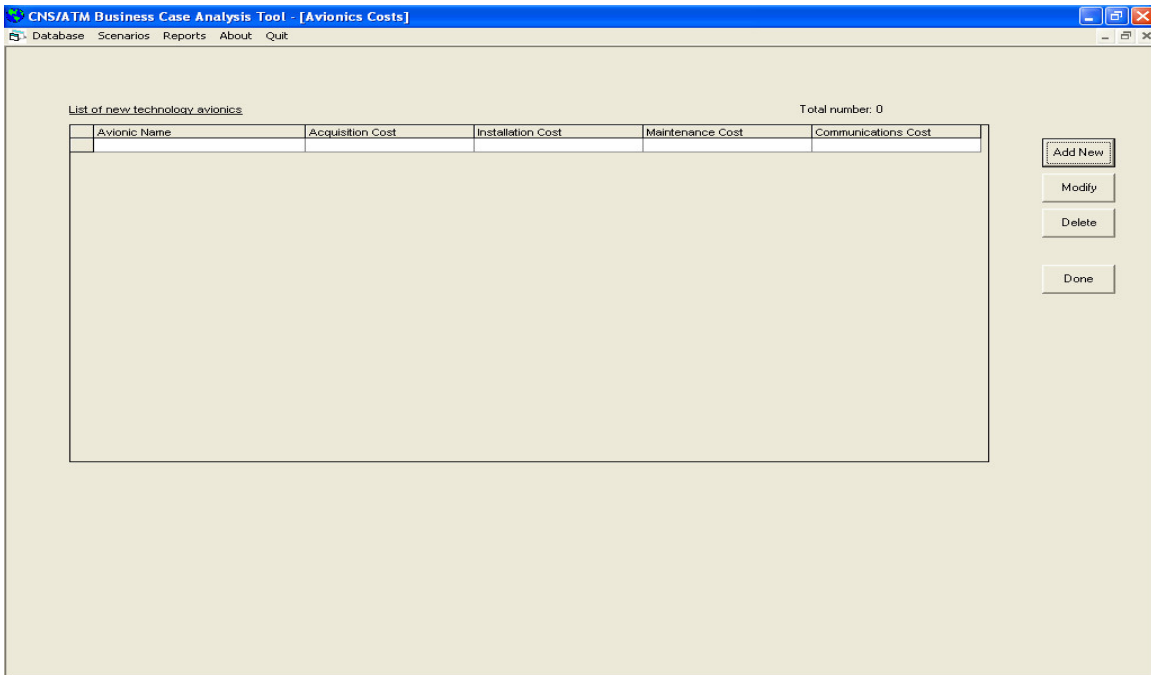 CNS/ATM Business Case Analysis Tool - [Avionics Costs]
Database Scenarios Reports About Quit
List of new technology avionics Total number: 0
Avionic Name Acquisition Cost Installation Cost Maintenance Cost Communications Cost
Add New
Modify
Delete
Done